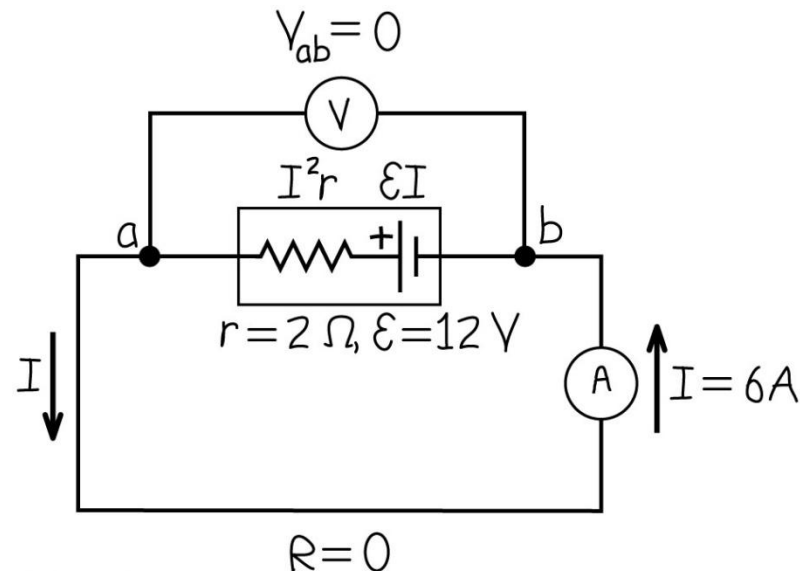 V_ab = 0
V
I²r εI
a
+
b
r = 2 Ω, ε = 12 V
I
A
I = 6A
R = 0